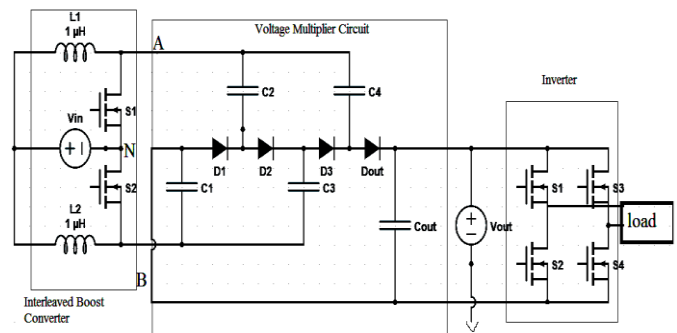 Voltage Multiplier Circuit
L1
1 µH
A
Inverter
C2
C4
S1
Vin
+
N
D1
D2
D3
Dout
S2
C1
C3
S1
S3
L2
1 µH
Cout
+
-
Vout
load
S2
S4
B
Interleaved Boost
Converter